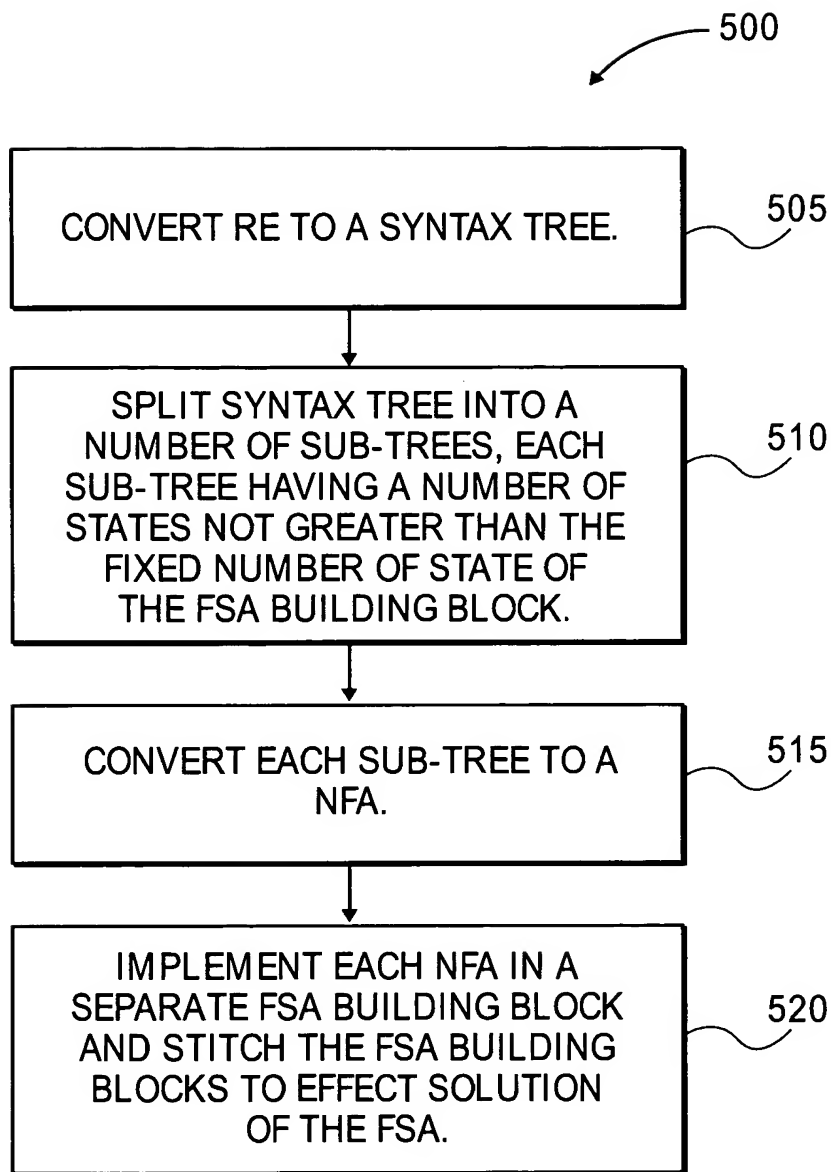 500
CONVERT RE TO A SYNTAX TREE.
505
SPLIT SYNTAX TREE INTO A
NUMBER OF SUB-TREES, EACH
SUB-TREE HAVING A NUMBER OF
STATES NOT GREATER THAN THE
FIXED NUMBER OF STATE OF
THE FSA BUILDING BLOCK.
510
CONVERT EACH SUB-TREE TO A
NFA.
515
IMPLEMENT EACH NFA IN A
SEPARATE FSA BUILDING BLOCK
AND STITCH THE FSA BUILDING
BLOCKS TO EFFECT SOLUTION
OF THE FSA.
520